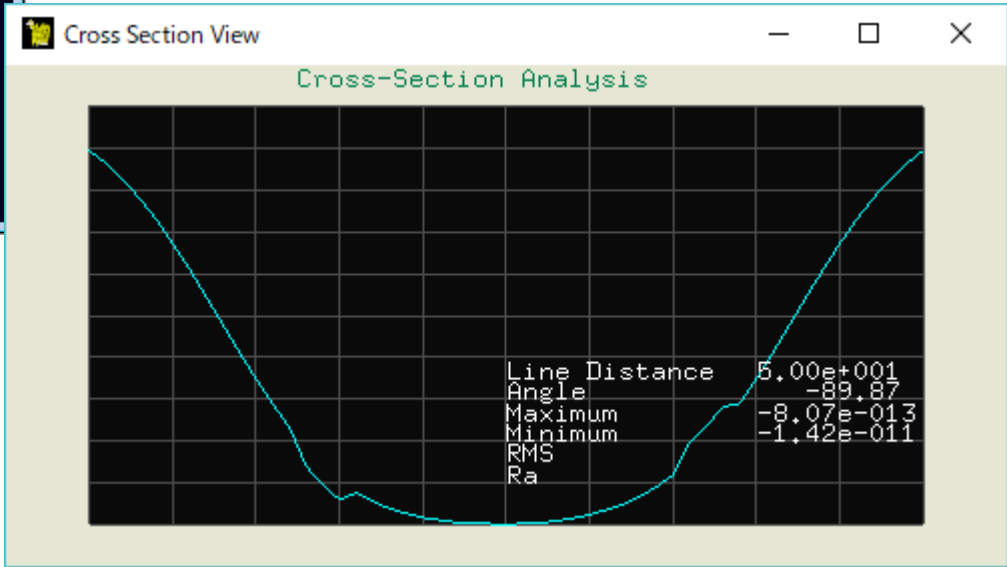 Cross Section View
Cross-Section Analysis
Line Distance 5.00e+001
Angle -89.87
Maximum -8.07e-013
Minimum -1.42e-011
RMS
Ra